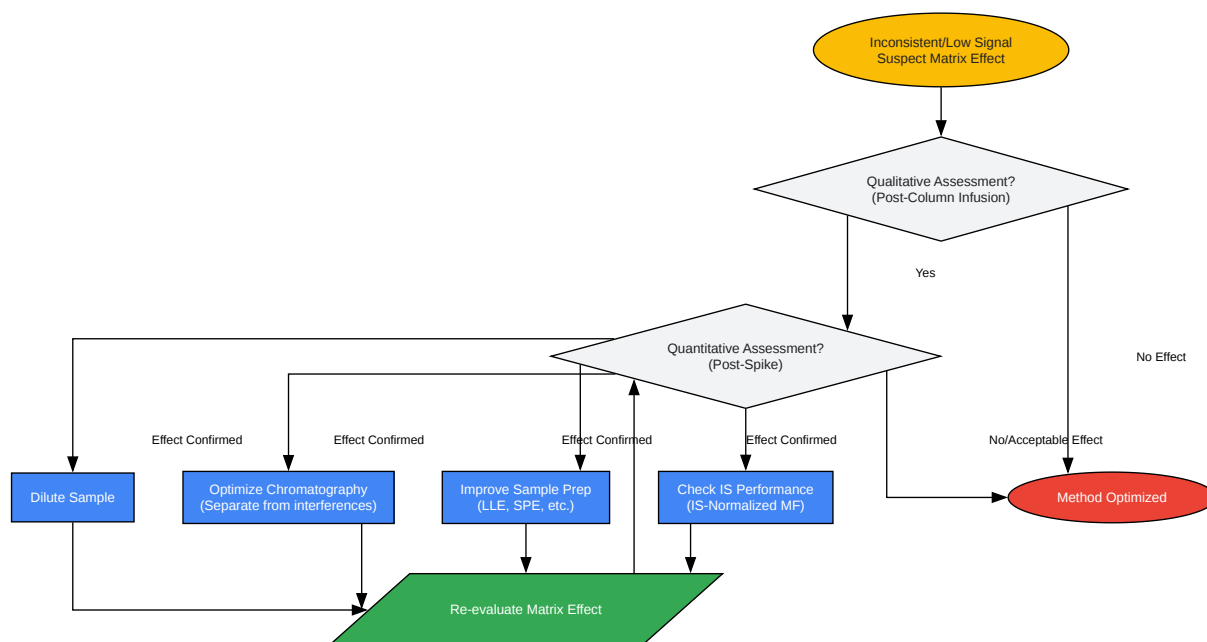 Inconsistent/Low Signal
Suspect Matrix Effect
Qualitative Assessment?
(Post-Column Infusion)
Yes
Quantitative Assessment?
(Post-Spike)
No Effect
Effect Confirmed
Effect Confirmed
Effect Confirmed
Effect Confirmed
No/Acceptable Effect
Dilute Sample
Optimize Chromatography
(Separate from interferences)
Improve Sample Prep
(LLE, SPE, etc.)
Check IS Performance
(IS-Normalized MF)
Method Optimized
Re-evaluate Matrix Effect